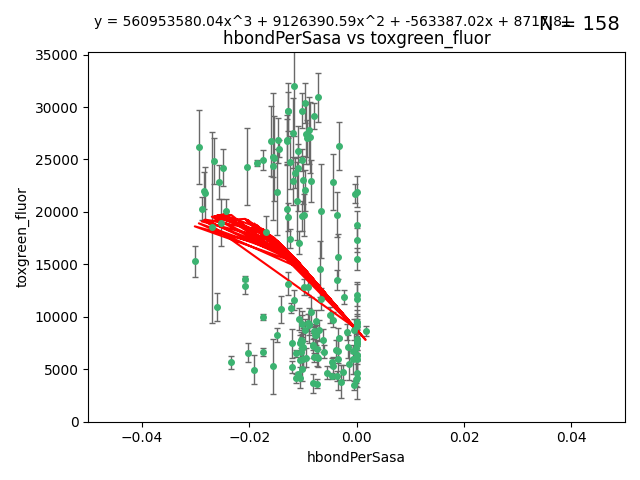 y = 560953580.04x^3 + 9126390.59x^2 + -563387.02x + 8717.81
N = 158
hbondPerSasa vs toxgreen_fluor
35000
30000
25000
20000
15000
10000
5000
0
toxgreen_fluor
−0.04
−0.02
0.00
0.02
0.04
hbondPerSasa